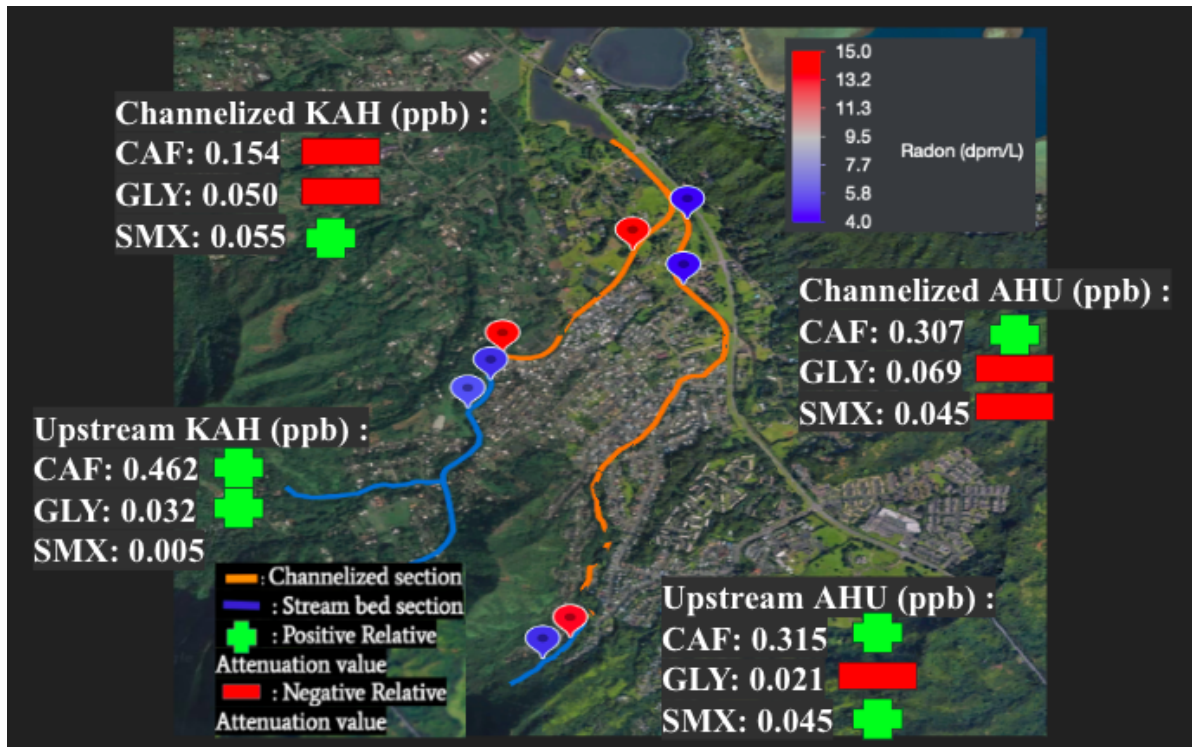 Channelized KAH (ppb) :
CAF: 0.154
GLY: 0.050
SMX: 0.055
15.0
13.2
11.3
9.5
7.7
5.8
4.0
Radon (dpm/L)
Channelized AHU (ppb) :
CAF: 0.307
GLY: 0.069
SMX: 0.045
Upstream KAH (ppb) :
CAF: 0.462
GLY: 0.032
SMX: 0.005
: Channelized section
: Stream bed section
: Positive Relative
Attenuation value
: Negative Relative
Attenuation value
Upstream AHU (ppb) :
CAF: 0.315
GLY: 0.021
SMX: 0.045